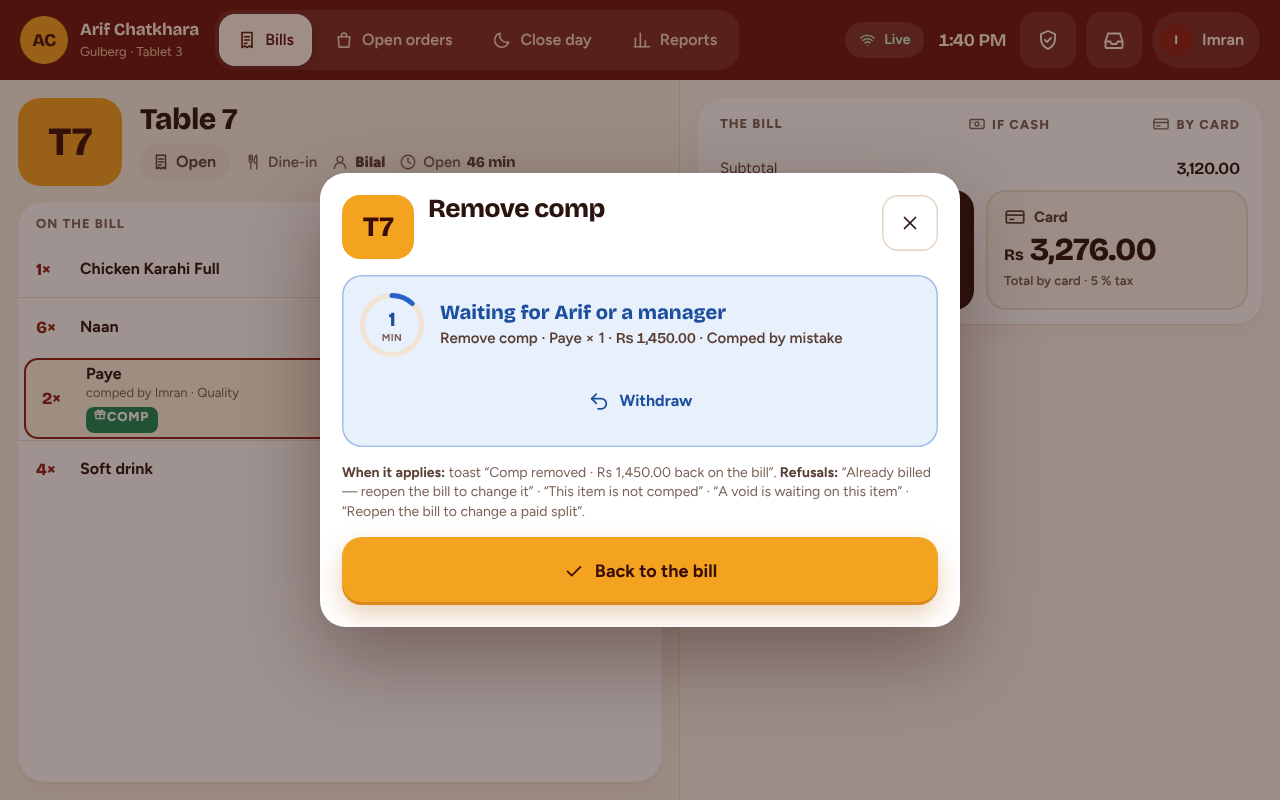 AC
Arif Chatkhara
Gulberg · Tablet 3
Bills
Open orders
Close day
Reports
Live
1:40 PM
I
Imran
T7
Table 7
Open
Dine-in
Bilal
Open 46 min
ON THE BILL
1× Chicken Karahi Full
6× Naan
2× Paye
comped by Imran · Quality
COMP
4× Soft drink
THE BILL
IF CASH
BY CARD
Subtotal
3,120.00
Card
Rs 3,276.00
Total by card · 5 % tax
T7
Remove comp
1
MIN
Waiting for Arif or a manager
Remove comp · Paye × 1 · Rs 1,450.00 · Comped by mistake
Withdraw
When it applies: toast “Comp removed · Rs 1,450.00 back on the bill”. Refusals: “Already billed
— reopen the bill to change it” · “This item is not comped” · “A void is waiting on this item” ·
“Reopen the bill to change a paid split”.
Back to the bill